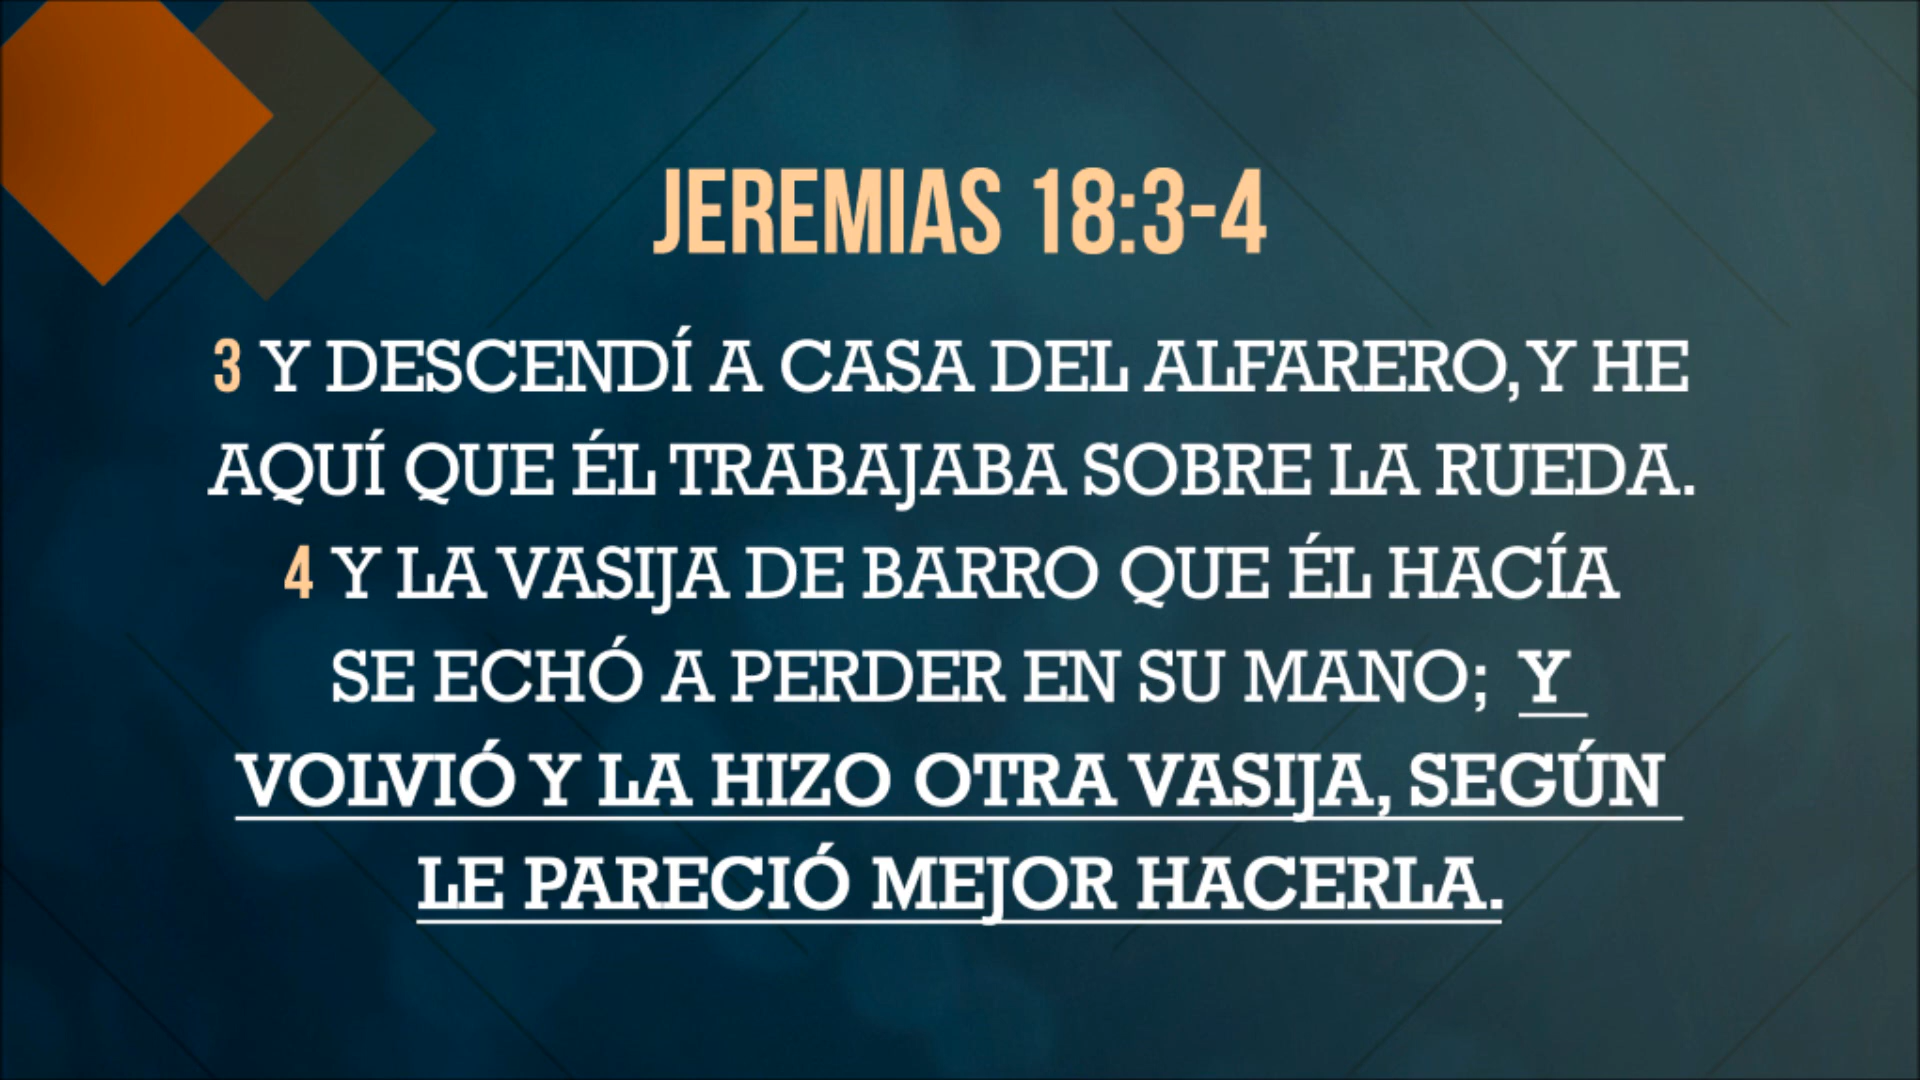 JEREMIAS 18:3-4
3 Y DESCENDÍ A CASA DEL ALFARERO, Y HE
AQUÍ QUE ÉL TRABAJABA SOBRE LA RUEDA.
4 Y LA VASIJA DE BARRO QUE ÉL HACÍA
SE ECHÓ A PERDER EN SU MANO; Y
VOLVIÓ Y LA HIZO OTRA VASIJA, SEGÚN
LE PARECIÓ MEJOR HACERLA.